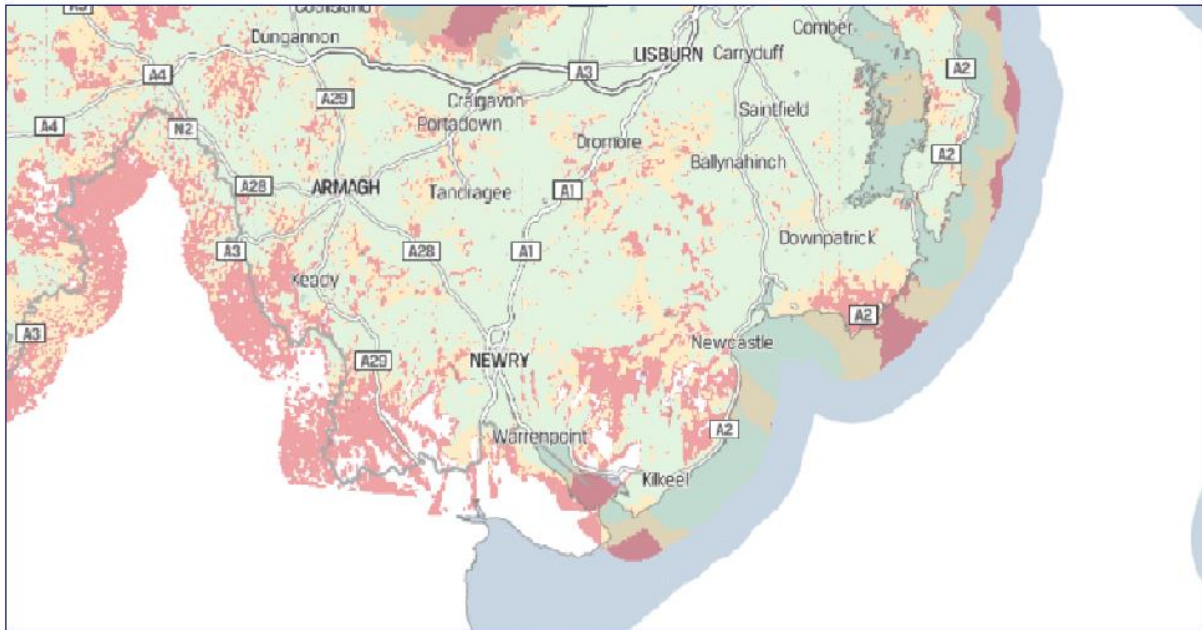 Dungannon
LISBURN
Carryduff
Comber
A4
A3
A2
A29
Craigavon
Saintfield
Portadown
A4
N2
Dromore
Ballynahinch
A2
A28
ARMAGH
Tandragee
A1
Downpatrick
A3
A28
A1
Keady
A2
A3
Newcastle
NEWRY
A29
Warrenpoint
A2
Kilkeel